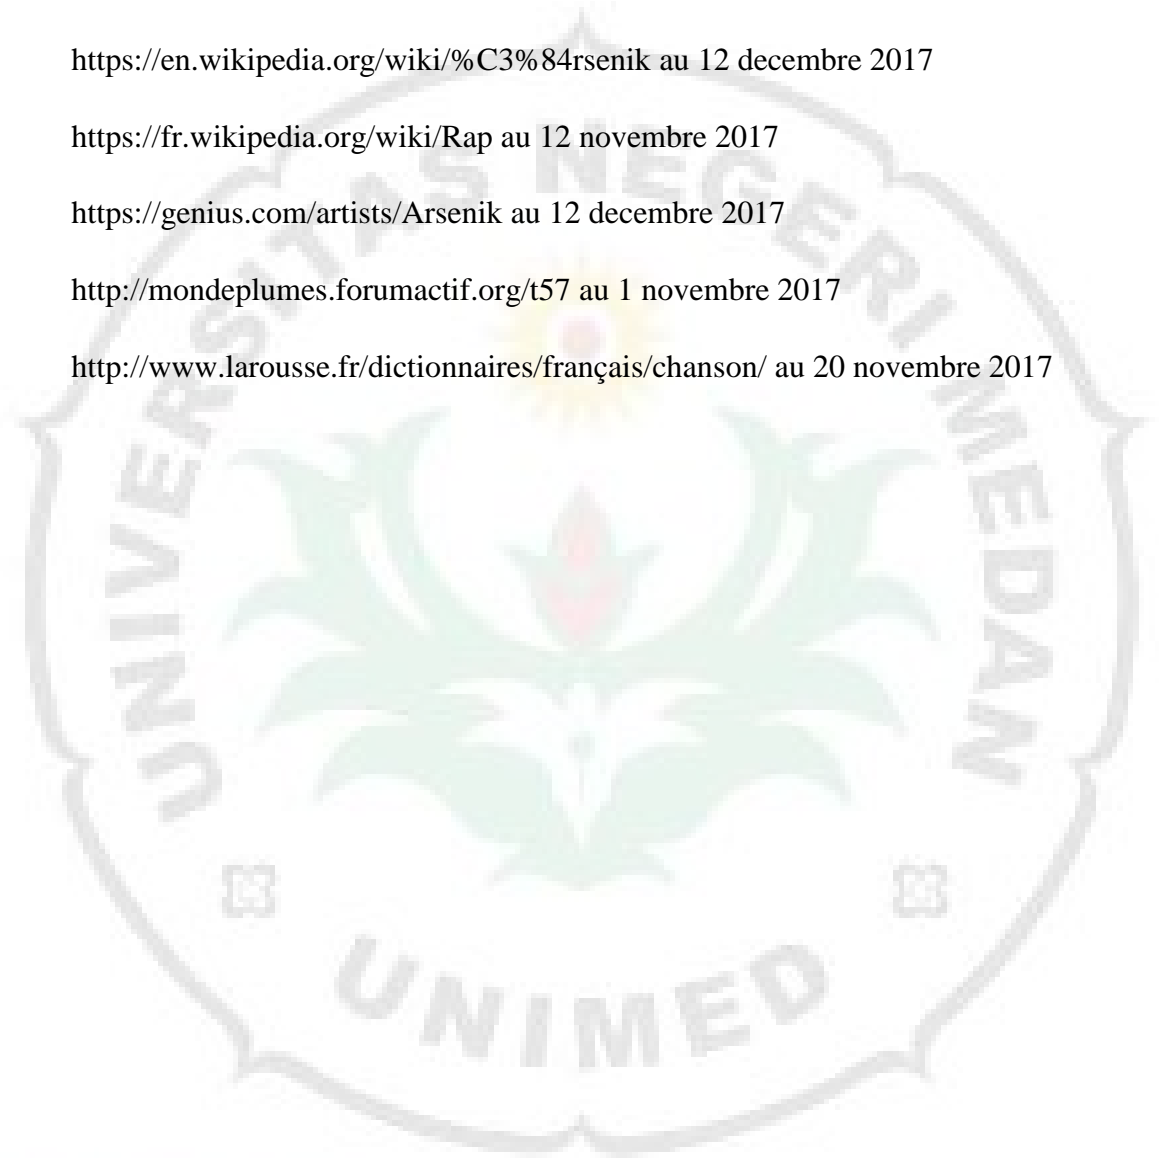 https://en.wikipedia.org/wiki/%C3%84rsenik au 12 decembre 2017
https://fr.wikipedia.org/wiki/Rap au 12 novembre 2017
https://genius.com/artists/Arsenik au 12 decembre 2017
http://mondeplumes.forumactif.org/t57 au 1 novembre 2017
http://www.larousse.fr/dictionnaires/français/chanson/ au 20 novembre 2017
UNIVERSITAS NEGERI MEDAN
UNIMED